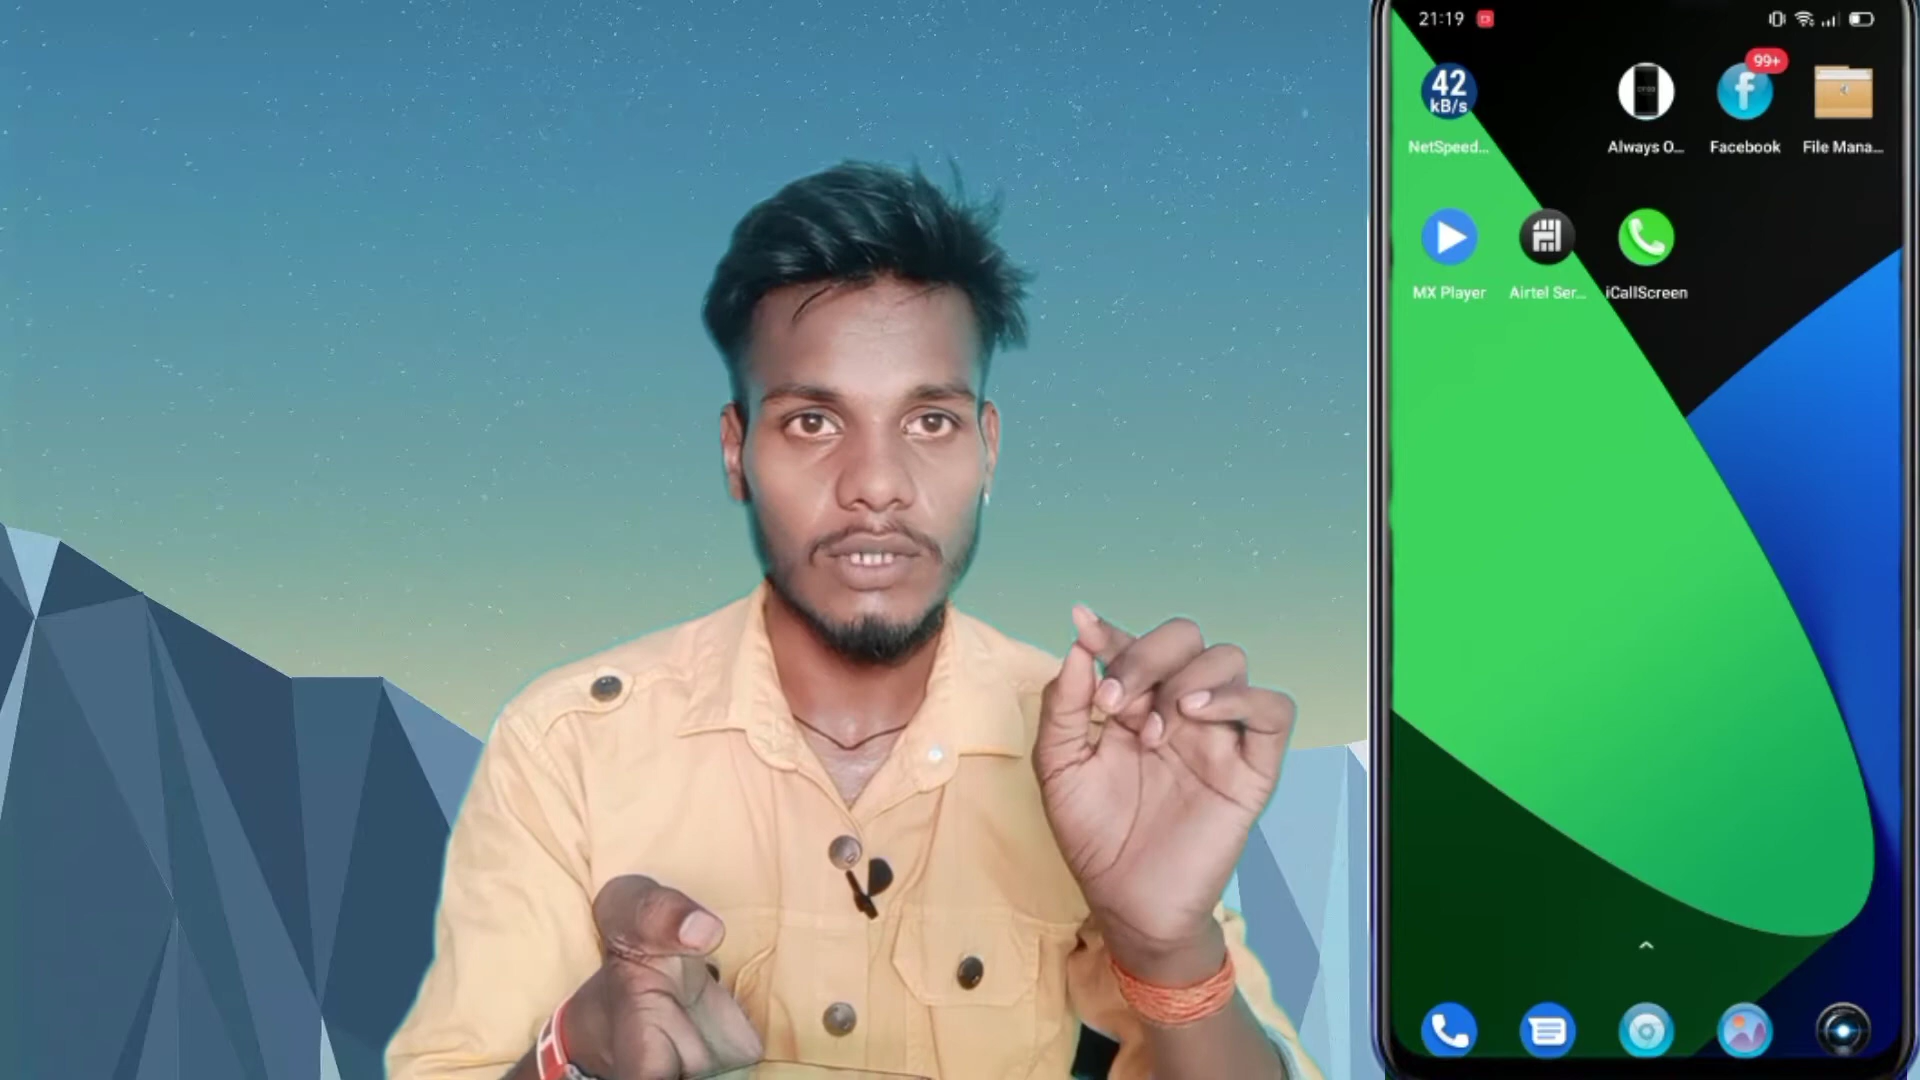 21:19
42
kB/s
99+
NetSpeed...
Always O...
Facebook
File Mana...
MX Player
Airtel Ser...
iCallScreen